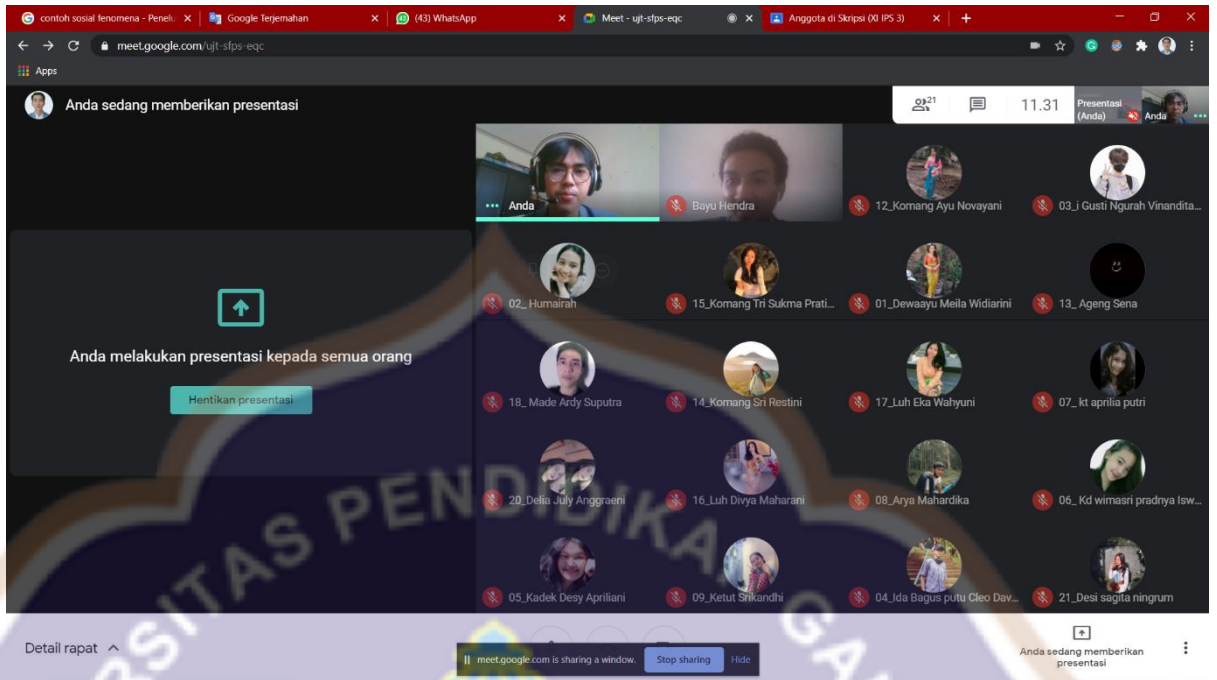 contoh sosial fenomena - Penelu
Google Terjemahan
(43) WhatsApp
Meet - ujt-sfps-eqc
Anggota di Skripsi (XI IPS 3)
meet.google.com/ujt-sfps-eqc
Apps
Anda sedang memberikan presentasi
21
11.31
Presentasi
(Anda)
Anda
Anda
Bayu Hendra
12_Komang Ayu Novayani
03_i Gusti Ngurah Vinandita...
02_ Humairah
15_Komang Tri Sukma Prati...
01_Dewaayu Meila Widiarini
13_ Ageng Sena
Anda melakukan presentasi kepada semua orang
Hentikan presentasi
18_ Made Ardy Suputra
14_Komang Sri Restini
17_Luh Eka Wahyuni
07_ kt aprilia putri
20_Delia July Anggraeni
16_Luh Divya Maharani
08_Arya Mahardika
06_ Kd wimasri pradnya Isw...
05_Kadek Desy Apriliani
09_Ketut Srikandhi
04_Ida Bagus putu Cleo Dav...
21_Desi sagita ningrum
Detail rapat
meet.google.com is sharing a window.
Stop sharing
Hide
Anda sedang memberikan
presentasi